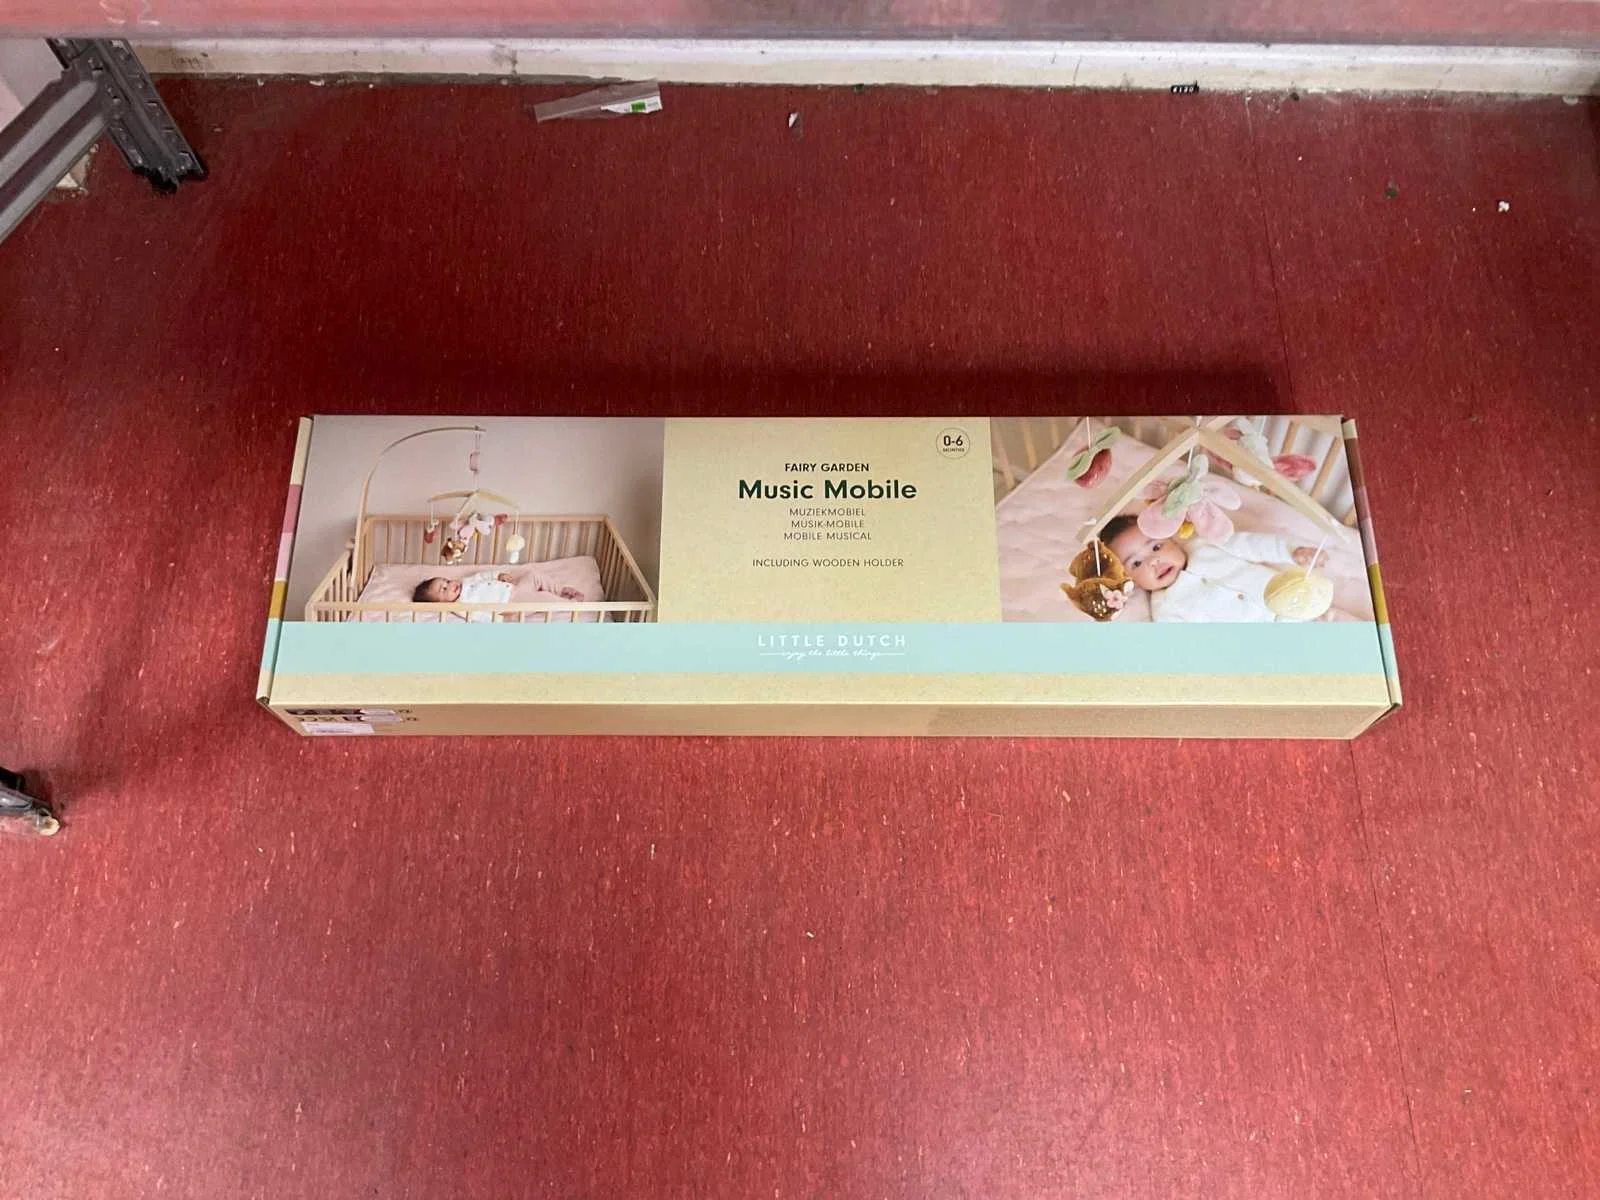 FAIRY GARDEN
0-6
MONTHS
Music Mobile
MUZIEKMOBIEL
MUSIK-MOBILE
MOBILE MUSICAL
INCLUDING WOODEN HOLDER
LITTLE DUTCH
enjoy the little things